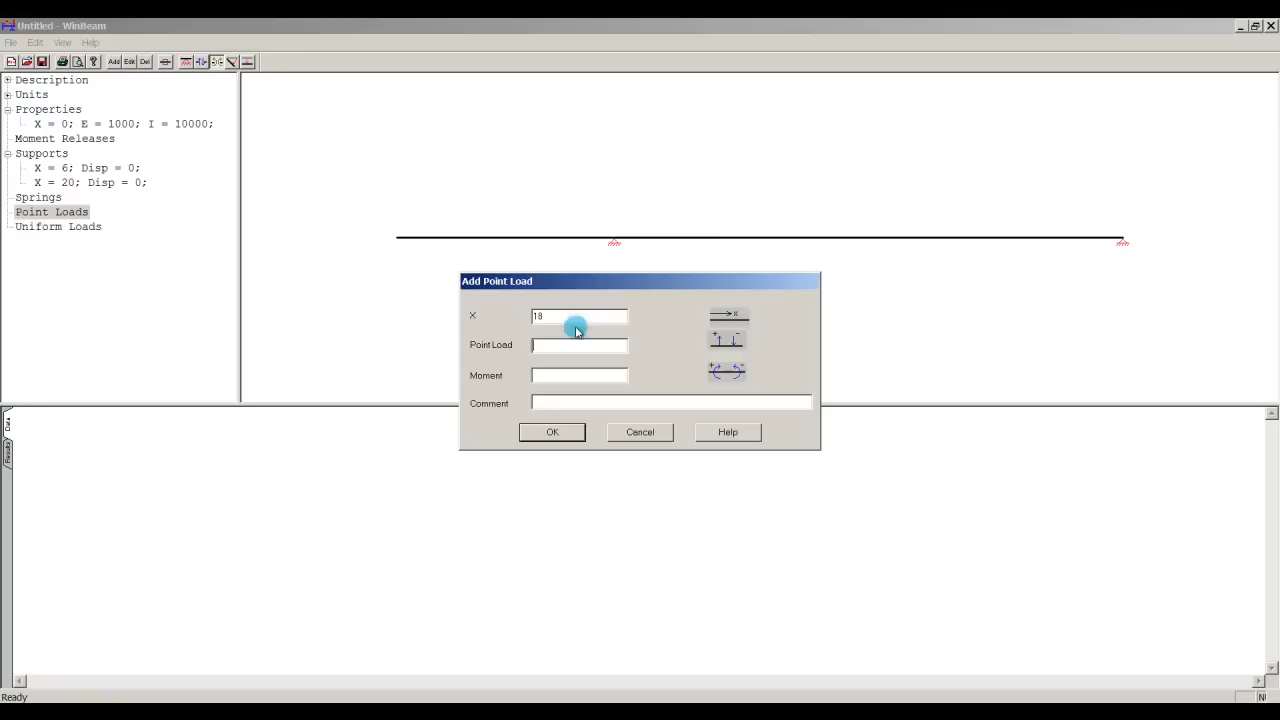 Untitled - WinBeam
File Edit View Help
Add Edit Del
Description
Units
Properties
X = 0; E = 1000; I = 10000;
Moment Releases
Supports
X = 6; Disp = 0;
X = 20; Disp = 0;
Springs
Point Loads
Uniform Loads
Add Point Load
X 18
Point Load
Moment
Comment
OK Cancel Help
Data
Results
Ready